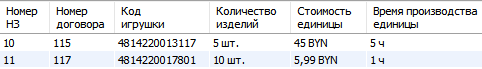 Номер НЗ Номер договора Код игрушки Количество изделий Стоимость единицы Время производства единицы
10 115 4814220013117 5 шт. 45 BYN 5 ч
11 117 4814220017801 10 шт. 5,99 BYN 1 ч